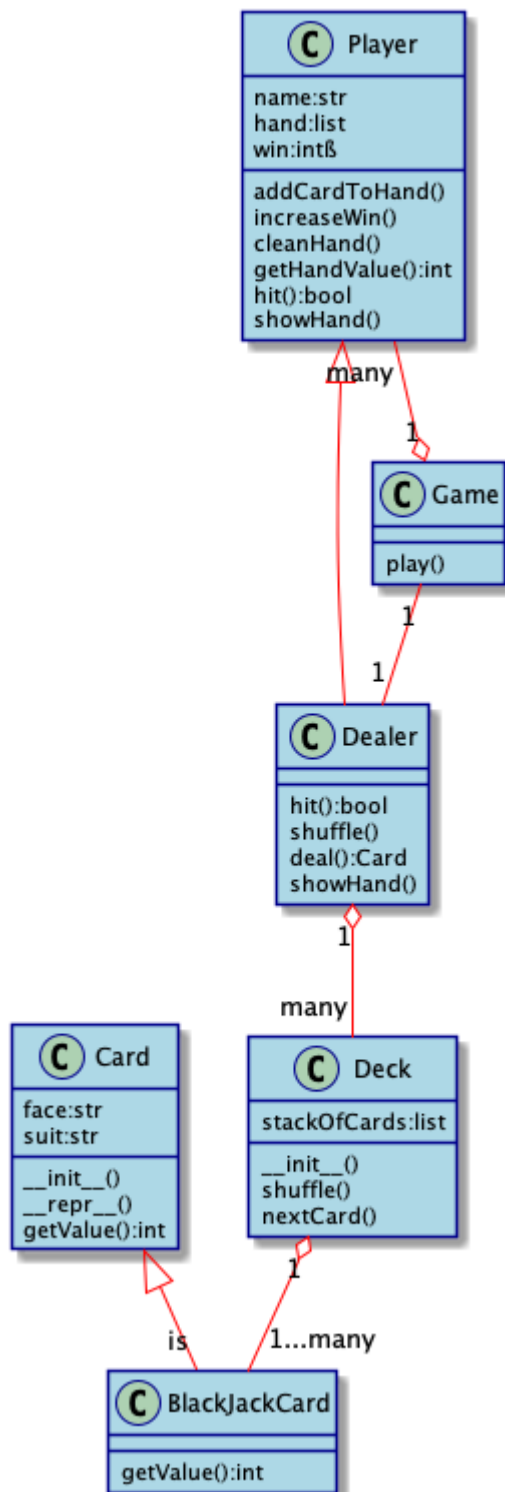 C Player
name:str
hand:list
win:intß
addCardToHand()
increaseWin()
cleanHand()
getHandValue():int
hit():bool
showHand()
many
1
C Game
play()
1
1
C Dealer
hit():bool
shuffle()
deal():Card
showHand()
1
many
C Card
face:str
suit:str
__init__()
__repr__()
getValue():int
C Deck
stackOfCards:list
__init__()
shuffle()
nextCard()
1
is
1...many
C BlackJackCard
getValue():int